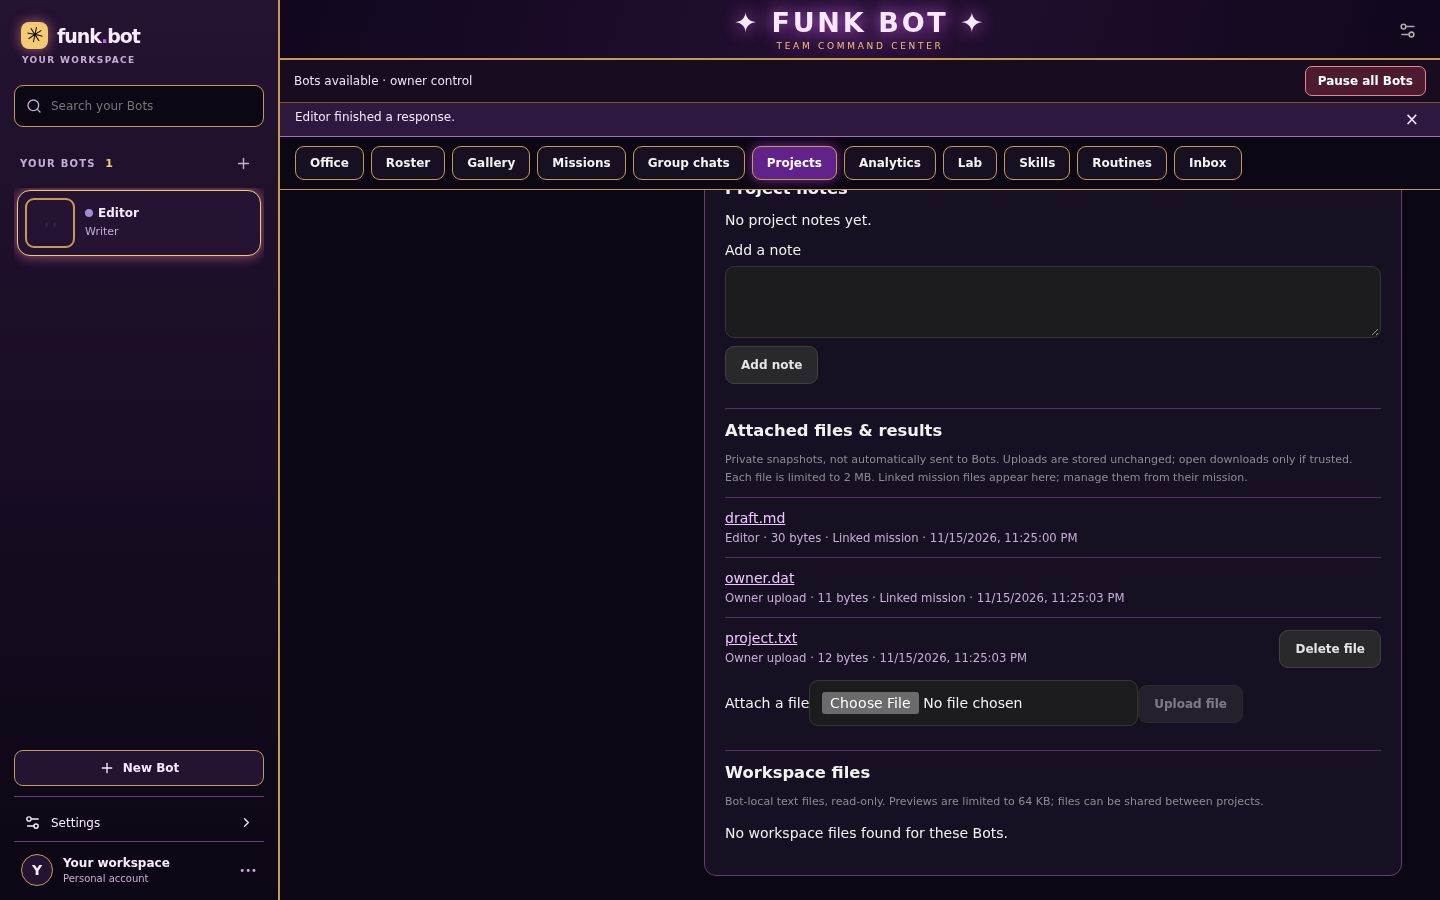 funk.bot
YOUR WORKSPACE
Search your Bots
YOUR BOTS 1
Editor
Writer
New Bot
Settings
Y
Your workspace
Personal account
✦ FUNK BOT ✦
TEAM COMMAND CENTER
Bots available · owner control
Pause all Bots
Editor finished a response.
Office
Roster
Gallery
Missions
Group chats
Projects
Analytics
Lab
Skills
Routines
Inbox
Project notes
No project notes yet.
Add a note
Add note
Attached files & results
Private snapshots, not automatically sent to Bots. Uploads are stored unchanged; open downloads only if trusted.
Each file is limited to 2 MB. Linked mission files appear here; manage them from their mission.
draft.md
Editor · 30 bytes · Linked mission · 11/15/2026, 11:25:00 PM
owner.dat
Owner upload · 11 bytes · Linked mission · 11/15/2026, 11:25:03 PM
project.txt
Owner upload · 12 bytes · 11/15/2026, 11:25:03 PM
Delete file
Attach a file Choose File No file chosen Upload file
Workspace files
Bot-local text files, read-only. Previews are limited to 64 KB; files can be shared between projects.
No workspace files found for these Bots.